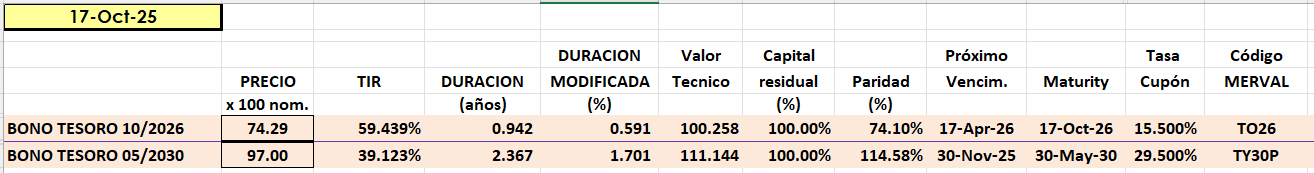 17-Oct-25
DURACION Valor Capital Próximo Tasa Código
PRECIO TIR DURACION MODIFICADA Tecnico residual Paridad Vencim. Maturity Cupón MERVAL
x 100 nom. (años) (%) (%) (%)
BONO TESORO 10/2026 74.29 59.439% 0.942 0.591 100.258 100.00% 74.10% 17-Apr-26 17-Oct-26 15.500% TO26
BONO TESORO 05/2030 97.00 39.123% 2.367 1.701 111.144 100.00% 114.58% 30-Nov-25 30-May-30 29.500% TY30P